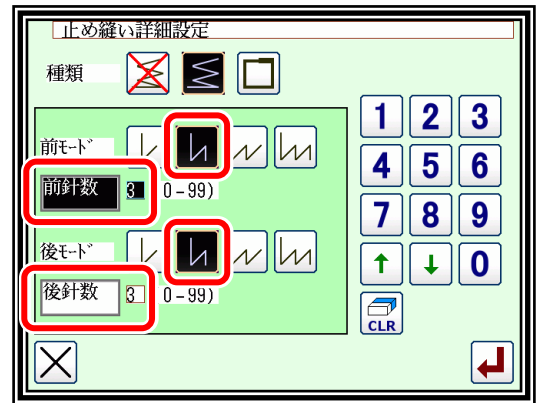 止め縫い詳細設定
種類
前ﾓｰﾄﾞ
前針数 3 0-99)
後ﾓｰﾄﾞ
後針数 3 0-99)
1 2 3
4 5 6
7 8 9
↑ ↓ 0
CLR